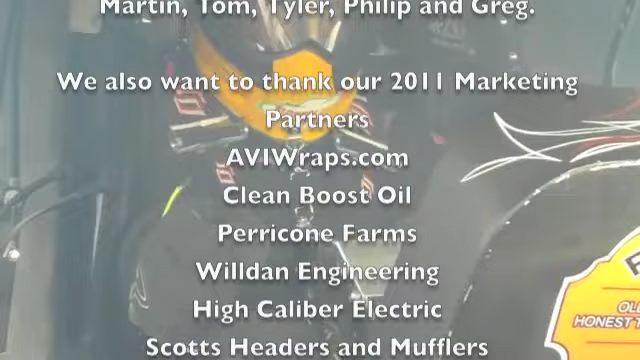 Martin, Tom, Tyler, Philip and Greg.
We also want to thank our 2011 Marketing
Partners
AVIWraps.com
Clean Boost Oil
Perricone Farms
Willdan Engineering
High Caliber Electric
Scotts Headers and Mufflers
HONEST